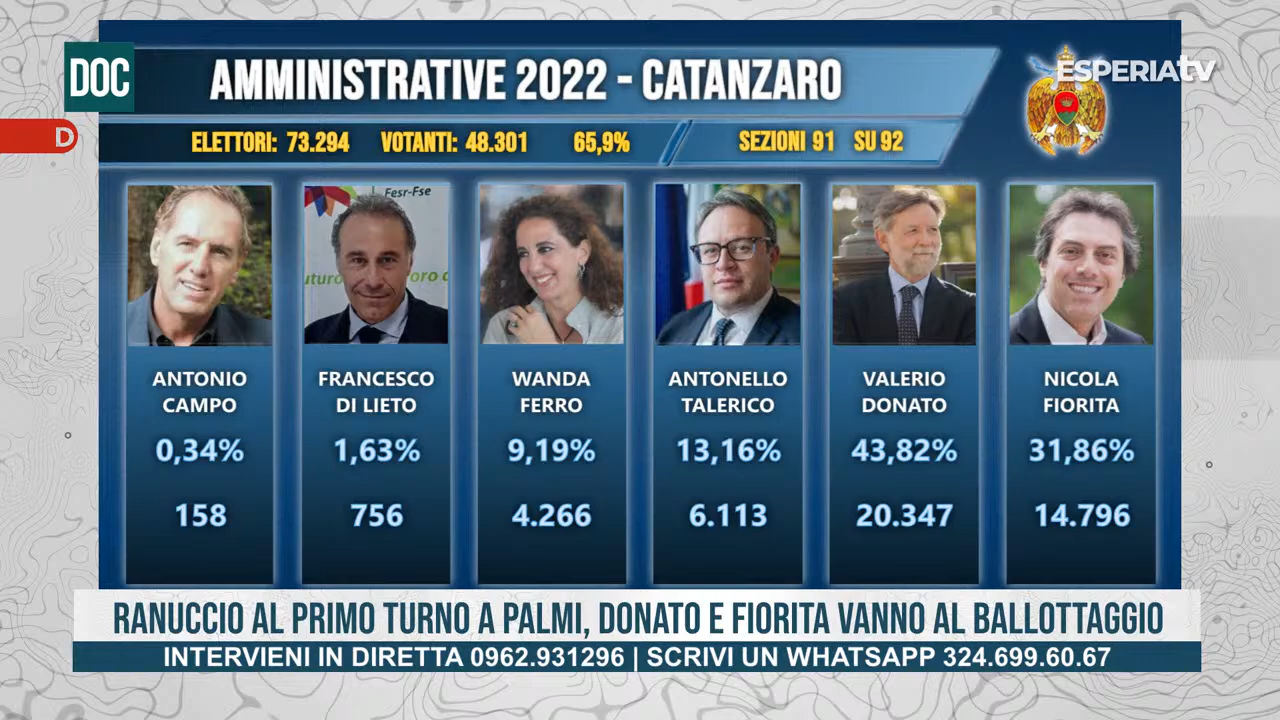 DOC
ESPERIATV
D
AMMINISTRATIVE 2022 - CATANZARO
ELETTORI: 73.294 VOTANTI: 48.301 65,9% SEZIONI 91 SU 92
Fesr-Fse
uturo
oro d
ANTONIO
CAMPO
0,34%
158
FRANCESCO
DI LIETO
1,63%
756
WANDA
FERRO
9,19%
4.266
ANTONELLO
TALERICO
13,16%
6.113
VALERIO
DONATO
43,82%
20.347
NICOLA
FIORITA
31,86%
14.796
RANUCCIO AL PRIMO TURNO A PALMI, DONATO E FIORITA VANNO AL BALLOTTAGGIO
INTERVIENI IN DIRETTA 0962.931296 | SCRIVI UN WHATSAPP 324.699.60.67